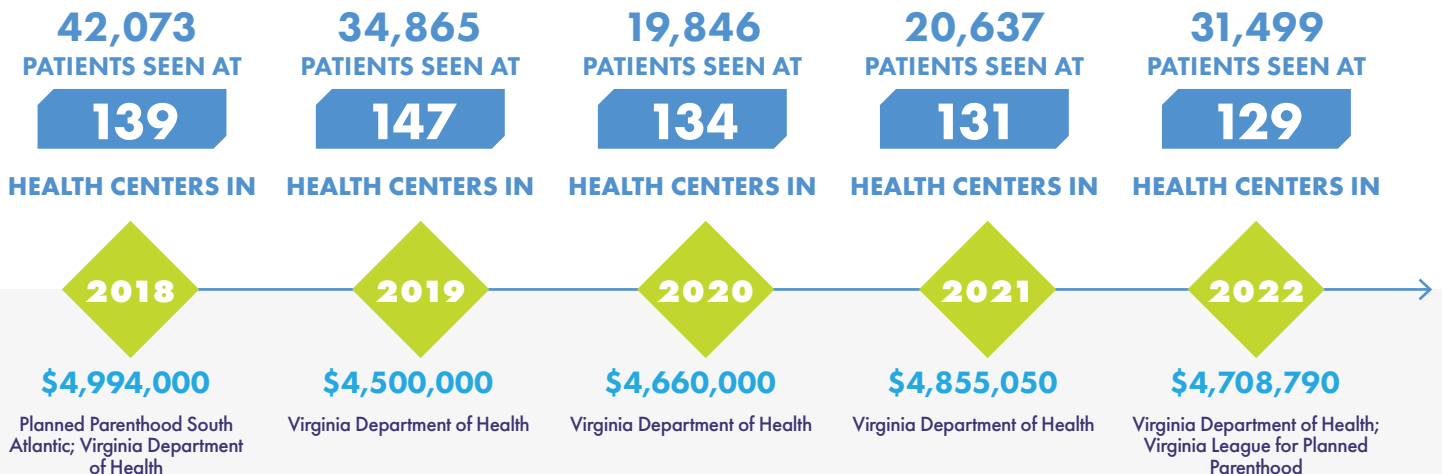 42,073
PATIENTS SEEN AT
139
HEALTH CENTERS IN
2018
$4,994,000
Planned Parenthood South
Atlantic; Virginia Department
of Health
34,865
PATIENTS SEEN AT
147
HEALTH CENTERS IN
2019
$4,500,000
Virginia Department of Health
19,846
PATIENTS SEEN AT
134
HEALTH CENTERS IN
2020
$4,660,000
Virginia Department of Health
20,637
PATIENTS SEEN AT
131
HEALTH CENTERS IN
2021
$4,855,050
Virginia Department of Health
31,499
PATIENTS SEEN AT
129
HEALTH CENTERS IN
2022
$4,708,790
Virginia Department of Health;
Virginia League for Planned
Parenthood